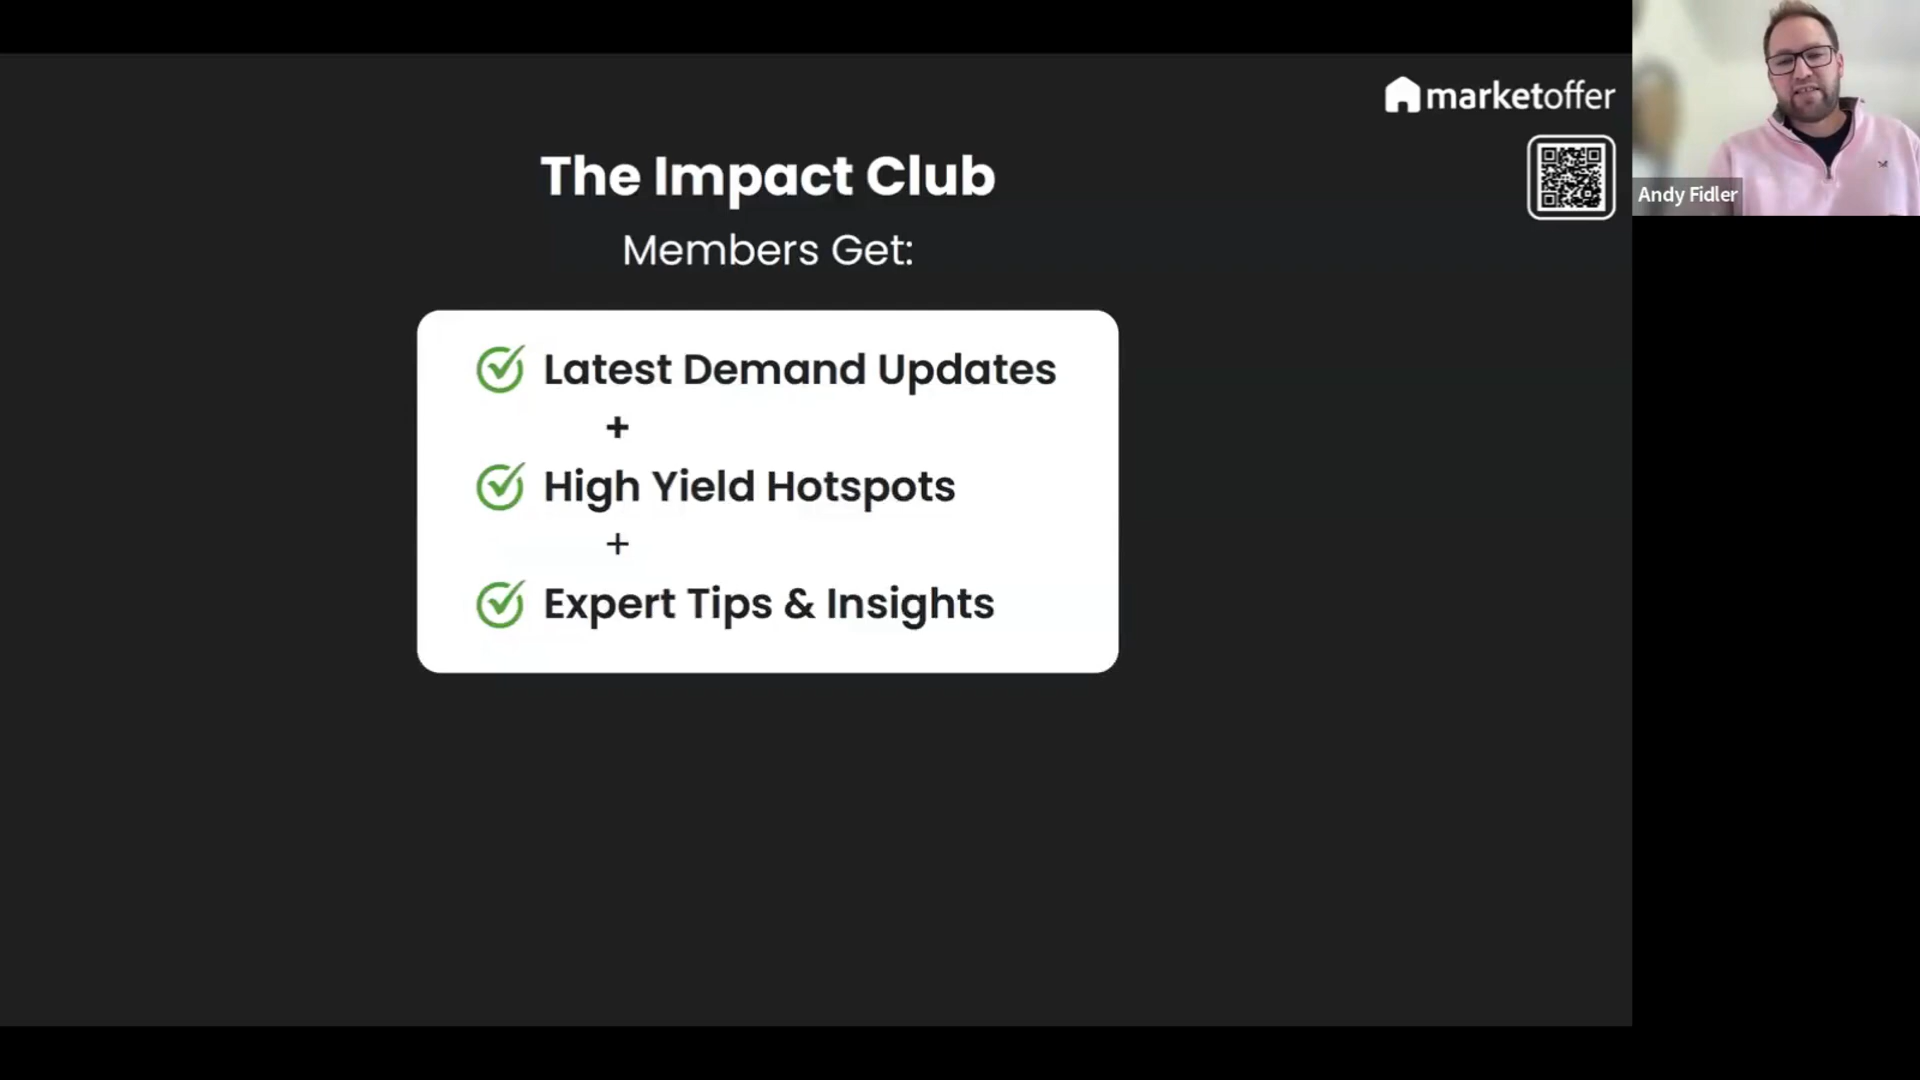 marketoffer
The Impact Club
Members Get:
Latest Demand Updates
+
High Yield Hotspots
+
Expert Tips & Insights
Andy Fidler